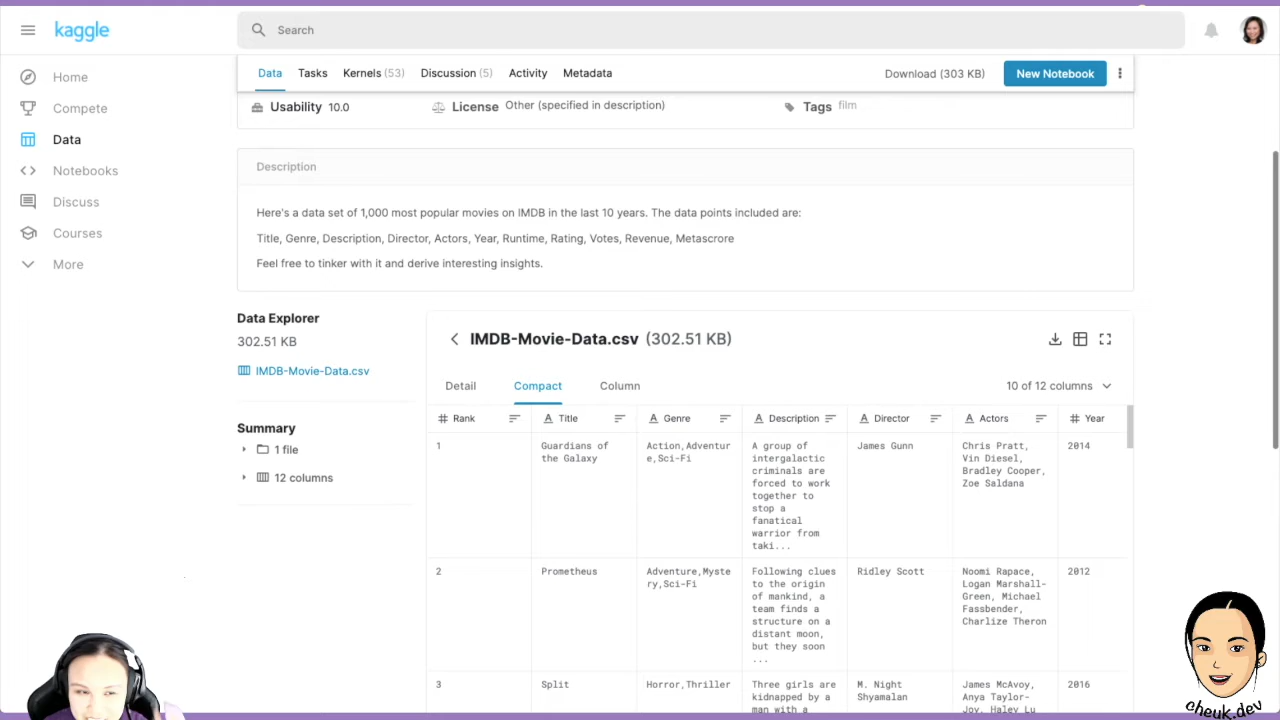 kaggle
Search
Home
Compete
Data
Notebooks
Discuss
Courses
More
Data Tasks Kernels (53) Discussion (5) Activity Metadata Download (303 KB) New Notebook
Usability 10.0 License Other (specified in description) Tags film
Description
Here's a data set of 1,000 most popular movies on IMDB in the last 10 years. The data points included are:
Title, Genre, Description, Director, Actors, Year, Runtime, Rating, Votes, Revenue, Metascrore
Feel free to tinker with it and derive interesting insights.
Data Explorer
302.51 KB
IMDB-Movie-Data.csv
Summary
1 file
12 columns
IMDB-Movie-Data.csv (302.51 KB)
Detail Compact Column 10 of 12 columns
# Rank A Title A Genre A Description A Director A Actors # Year
1
Guardians of
the Galaxy
Action,Adventur
e,Sci-Fi
A group of
intergalactic
criminals are
forced to work
together to
stop a
fanatical
warrior from
taki...
James Gunn
Chris Pratt,
Vin Diesel,
Bradley Cooper,
Zoe Saldana
2014
2
Prometheus
Adventure,Myste
ry,Sci-Fi
Following clues
to the origin
of mankind, a
team finds a
structure on a
distant moon,
but they soon
...
Ridley Scott
Noomi Rapace,
Logan Marshall-
Green, Michael
Fassbender,
Charlize Theron
2012
3
Split
Horror,Thriller
Three girls are
kidnapped by a
man with a
M. Night
Shyamalan
James McAvoy,
Anya Taylor-
Joy, Haley Lu
2016
cheuk.dev